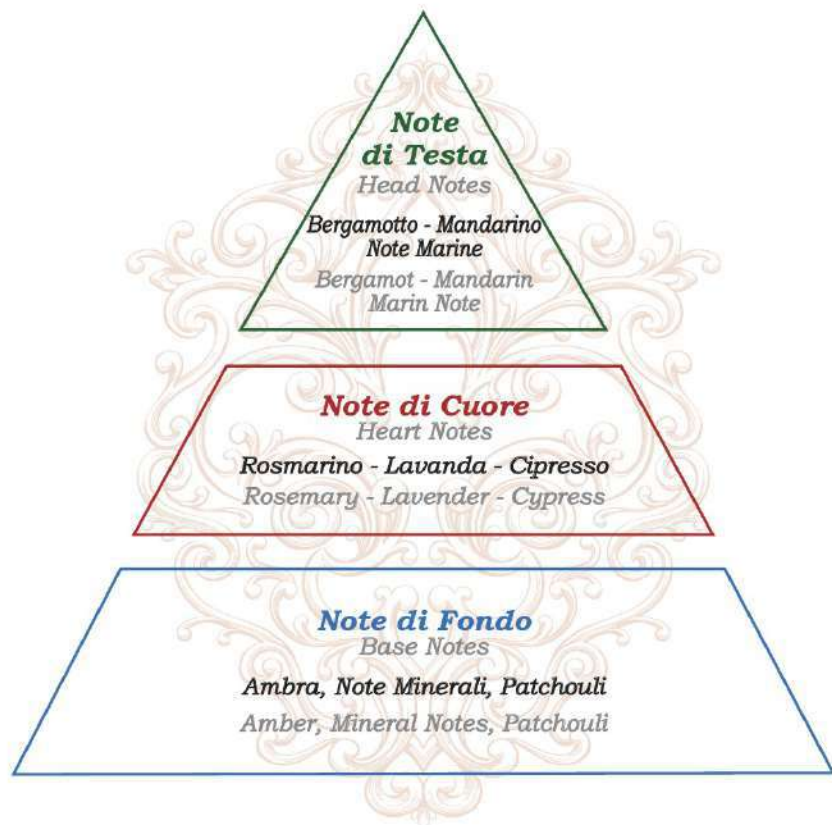 Note
di Testa
Head Notes
Bergamotto - Mandarino
Note Marine
Bergamot - Mandarin
Marin Note
Note di Cuore
Heart Notes
Rosmarino - Lavanda - Cipresso
Rosemary - Lavender - Cypress
Note di Fondo
Base Notes
Ambra, Note Minerali, Patchouli
Amber, Mineral Notes, Patchouli